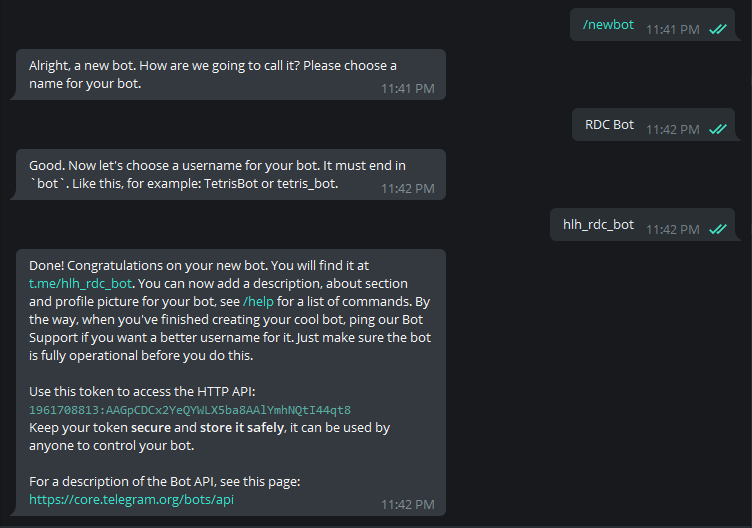 /newbot 11:41 PM
Alright, a new bot. How are we going to call it? Please choose a
name for your bot.
11:41 PM
RDC Bot 11:42 PM
Good. Now let's choose a username for your bot. It must end in
`bot`. Like this, for example: TetrisBot or tetris_bot.
11:42 PM
hlh_rdc_bot 11:42 PM
Done! Congratulations on your new bot. You will find it at
t.me/hlh_rdc_bot. You can now add a description, about section
and profile picture for your bot, see /help for a list of commands. By
the way, when you've finished creating your cool bot, ping our Bot
Support if you want a better username for it. Just make sure the bot
is fully operational before you do this.
Use this token to access the HTTP API:
1961708813:AAGpCDCx2YeQYWLX5ba8AAlYmhNQtI44qt8
Keep your token secure and store it safely, it can be used by
anyone to control your bot.
For a description of the Bot API, see this page:
https://core.telegram.org/bots/api
11:42 PM